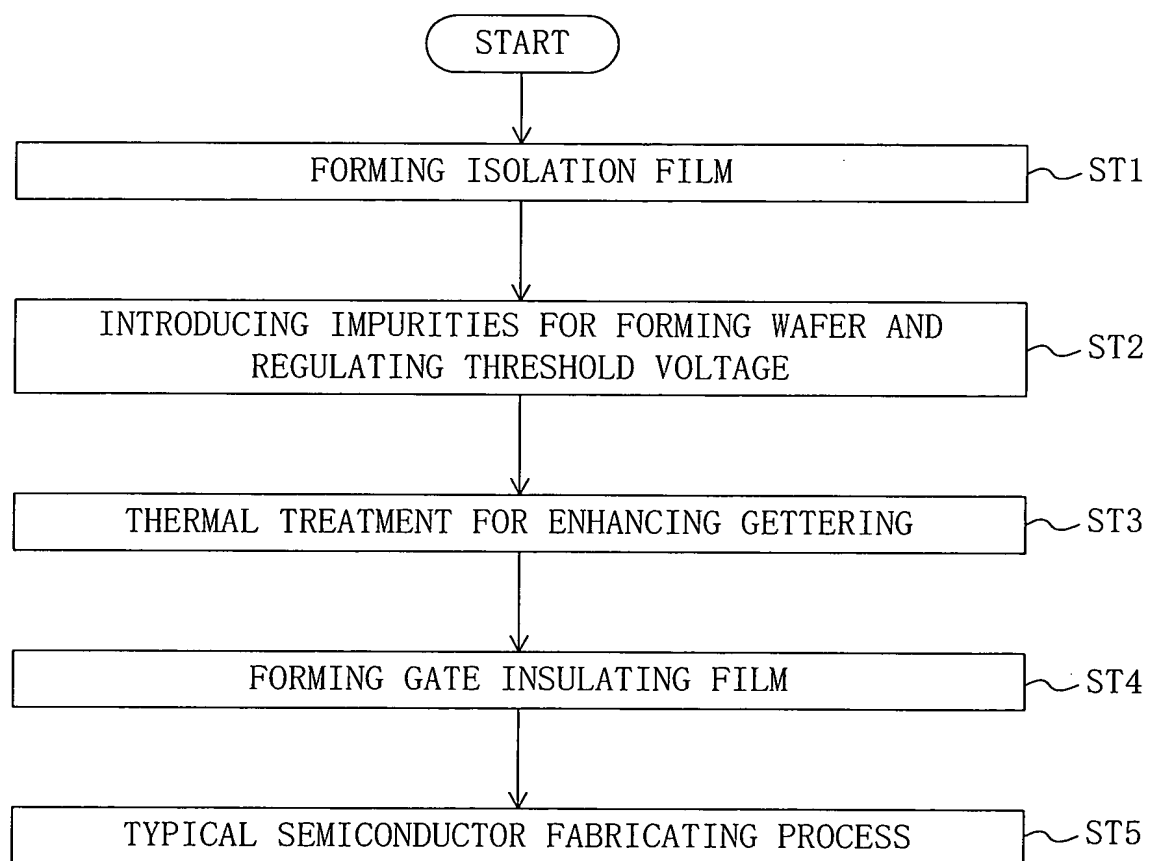 START
FORMING ISOLATION FILM
ST1
INTRODUCING IMPURITIES FOR FORMING WAFER AND
REGULATING THRESHOLD VOLTAGE
ST2
THERMAL TREATMENT FOR ENHANCING GETTERING
ST3
FORMING GATE INSULATING FILM
ST4
TYPICAL SEMICONDUCTOR FABRICATING PROCESS
ST5